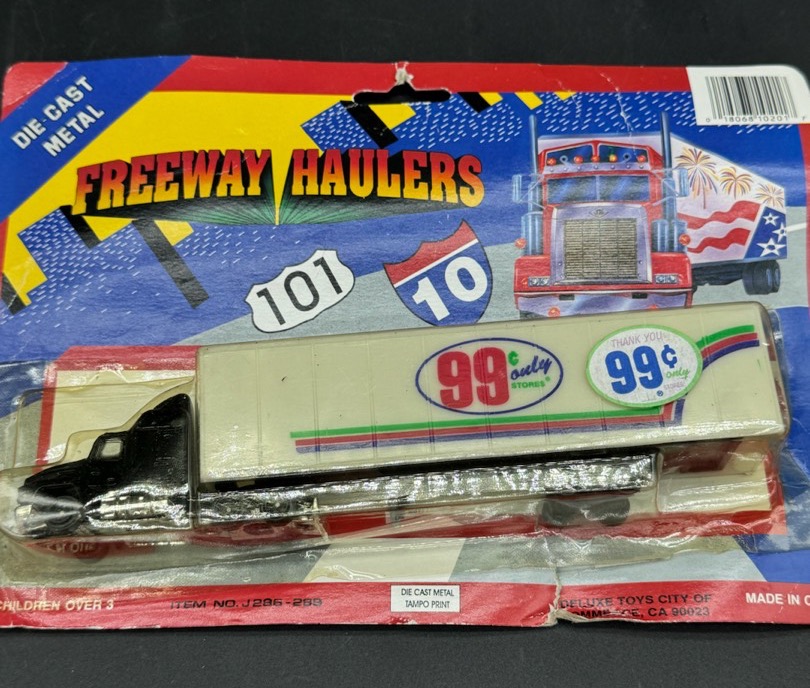 DIE CAST
METAL
FREEWAY HAULERS
101
10
99¢ only
STORES®
THANK YOU
99¢
only
DIE CAST METAL
TAMPO PRINT
CHILDREN OVER 3
ITEM NO. J286-299
DELUXE TOYS CITY OF
CA 90023
MADE IN